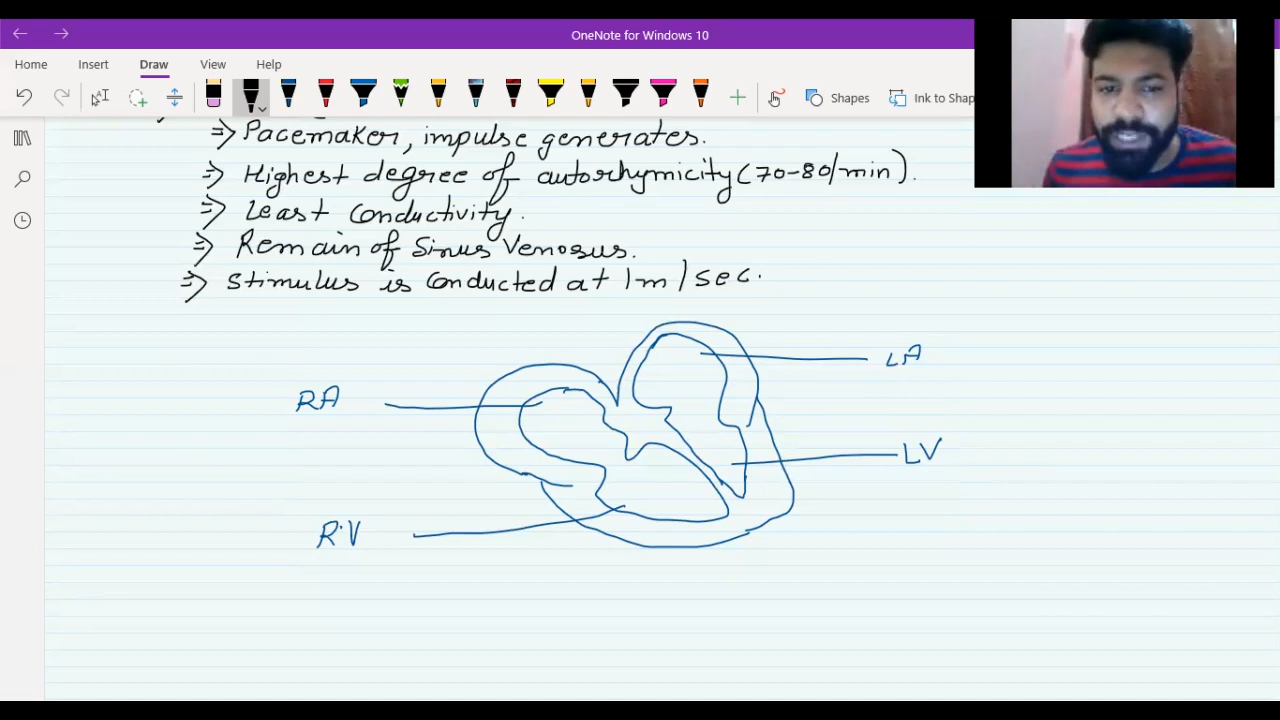 OneNote for Windows 10
Home Insert Draw View Help
Shapes Ink to Shap
⇒ Pacemaker, impulse generates.
⇒ Highest degree of autorhymicity (70-80/min).
⇒ Least conductivity.
⇒ Remain of Sinus Venosus.
⇒ Stimulus is conducted at 1m/sec.
LA
RA
LV
R.V